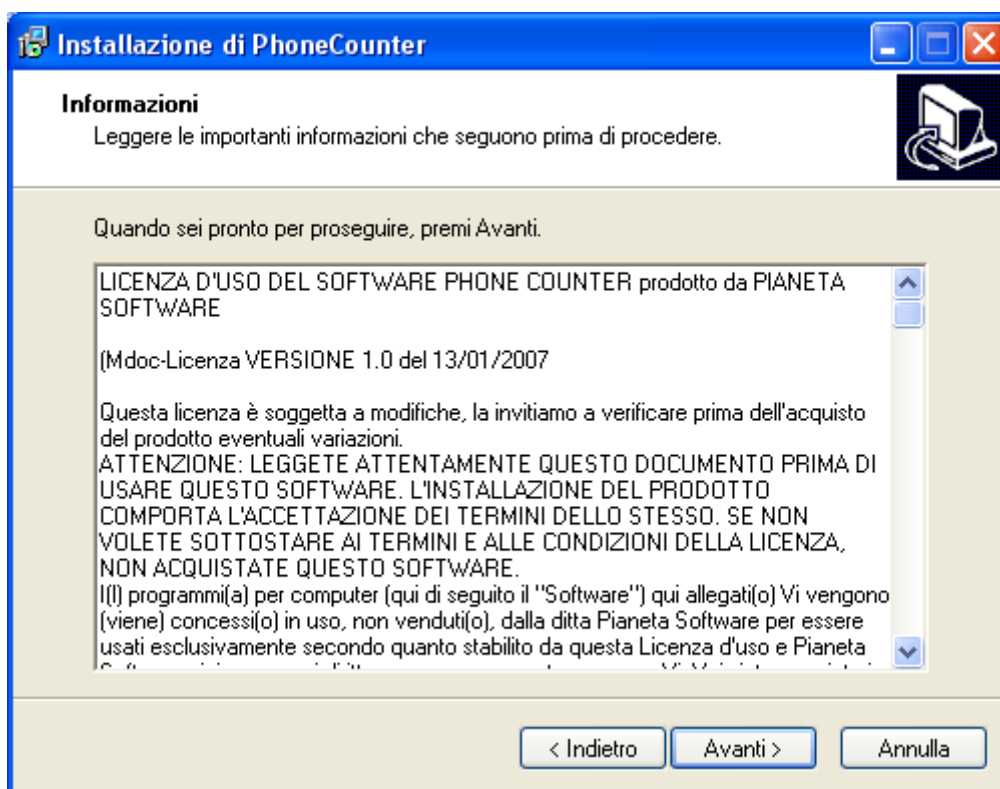 Installazione di PhoneCounter
Informazioni
Leggere le importanti informazioni che seguono prima di procedere.
Quando sei pronto per proseguire, premi Avanti.
LICENZA D'USO DEL SOFTWARE PHONE COUNTER prodotto da PIANETA
SOFTWARE
(Mdoc-Licenza VERSIONE 1.0 del 13/01/2007
Questa licenza è soggetta a modifiche, la invitiamo a verificare prima dell'acquisto
del prodotto eventuali variazioni.
ATTENZIONE: LEGGETE ATTENTAMENTE QUESTO DOCUMENTO PRIMA DI
USARE QUESTO SOFTWARE. L'INSTALLAZIONE DEL PRODOTTO
COMPORTA L'ACCETTAZIONE DEI TERMINI DELLO STESSO. SE NON
VOLETE SOTTOSTARE AI TERMINI E ALLE CONDIZIONI DELLA LICENZA,
NON ACQUISTATE QUESTO SOFTWARE.
I(l) programmi(a) per computer (qui di seguito il "Software") qui allegati(o) Vi vengono
(viene) concessi(o) in uso, non venduti(o), dalla ditta Pianeta Software per essere
usati esclusivamente secondo quanto stabilito da questa Licenza d'uso e Pianeta
< Indietro
Avanti >
Annulla